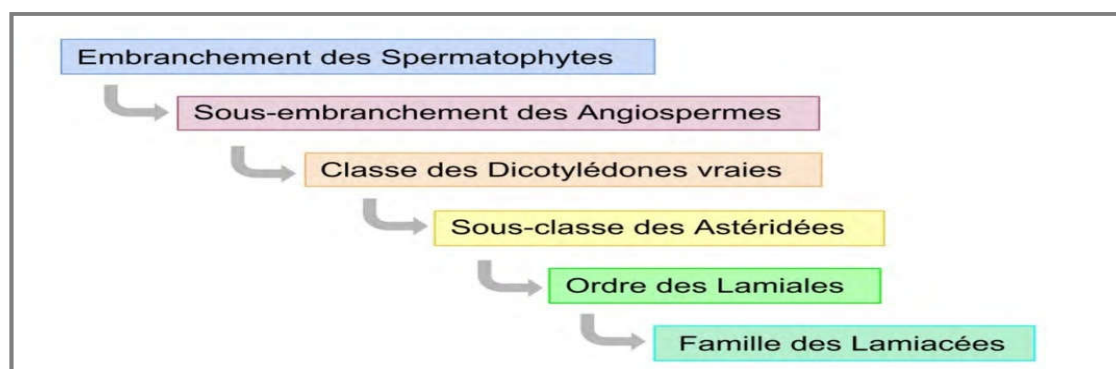 Embranchement des Spermatophytes
Sous-embranchement des Angiospermes
Classe des Dicotylédones vraies
Sous-classe des Astéridées
Ordre des Lamiales
Famille des Lamiacées